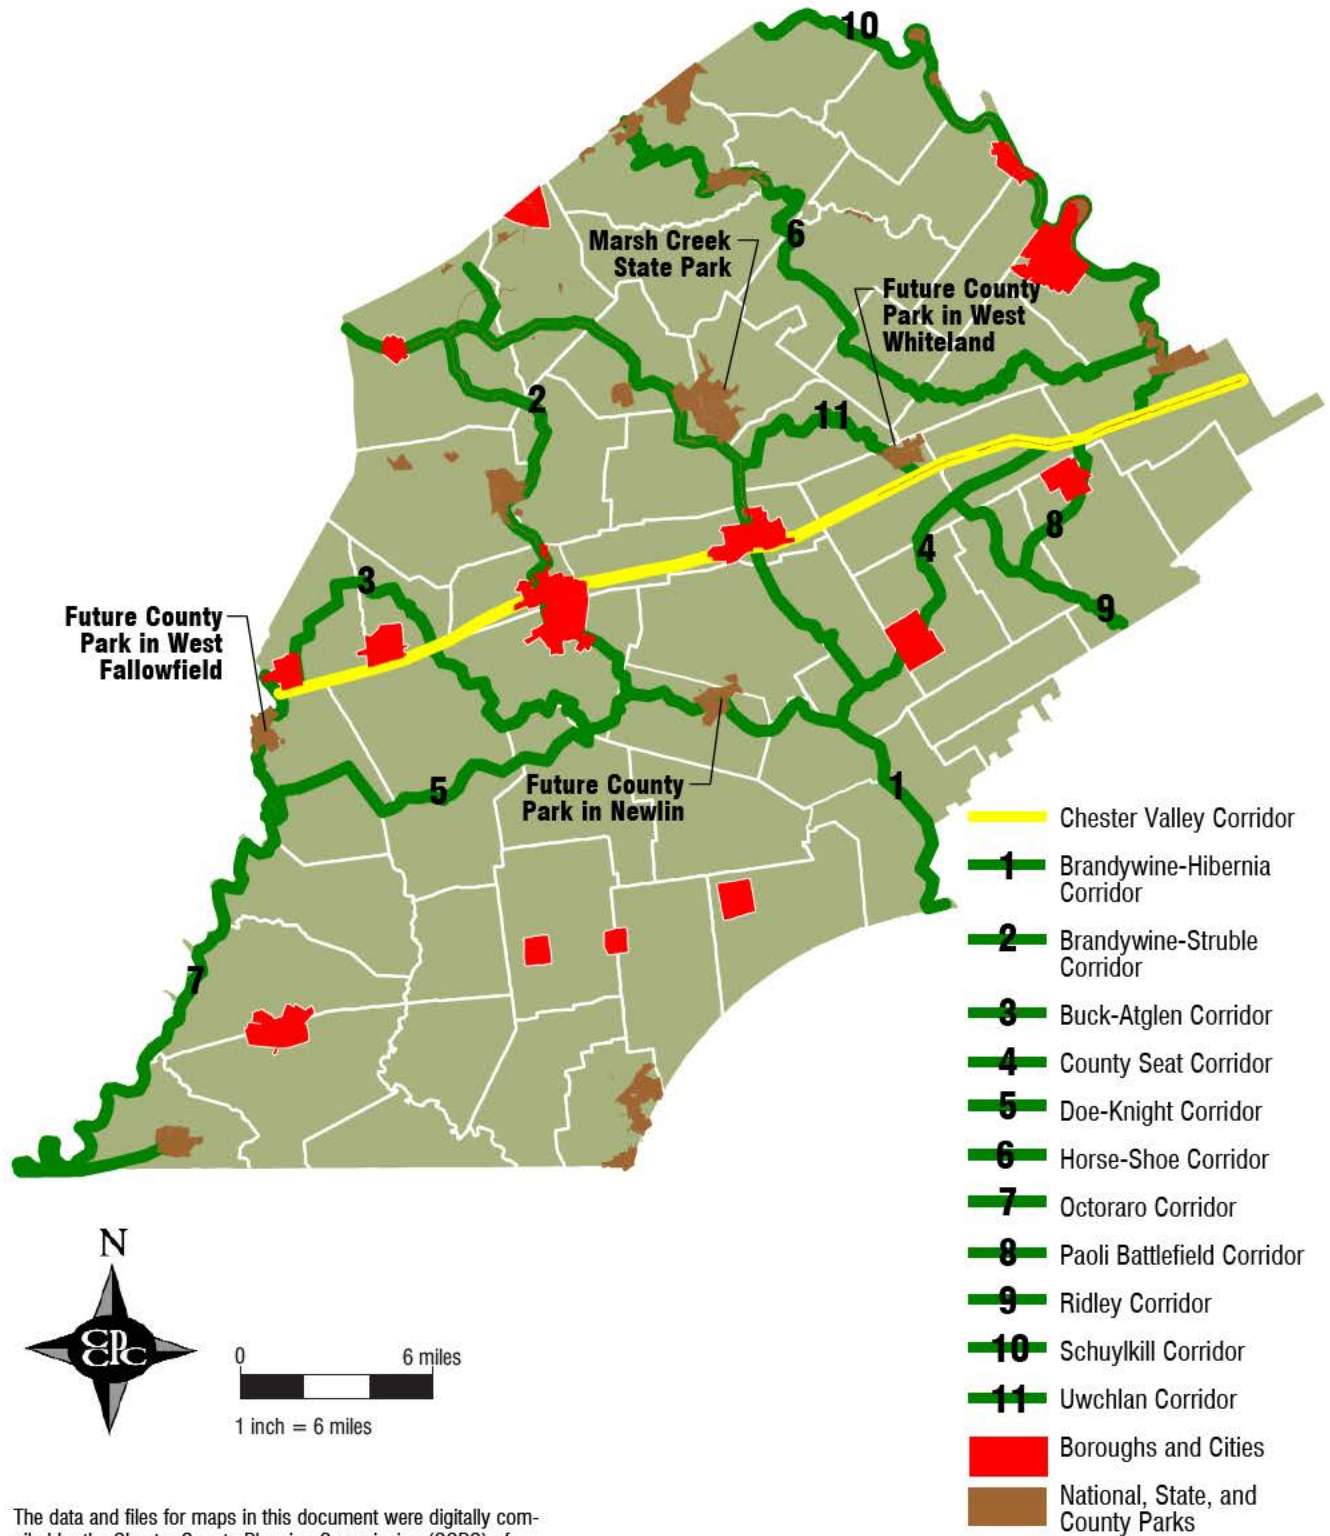 10
6
Marsh Creek
State Park
Future County
Park in West
Whiteland
2
11
8
4
3
9
Future County
Park in West
Fallowfield
5
Future County
Park in Newlin
1
7
Chester Valley Corridor
1 Brandywine-Hibernia
Corridor
2 Brandywine-Struble
Corridor
3 Buck-Atglen Corridor
4 County Seat Corridor
5 Doe-Knight Corridor
6 Horse-Shoe Corridor
7 Octoraro Corridor
8 Paoli Battlefield Corridor
9 Ridley Corridor
10 Schuylkill Corridor
11 Uwchlan Corridor
Boroughs and Cities
National, State, and
County Parks
N
CPCPC
0 6 miles
1 inch = 6 miles
The data and files for maps in this document were digitally com-